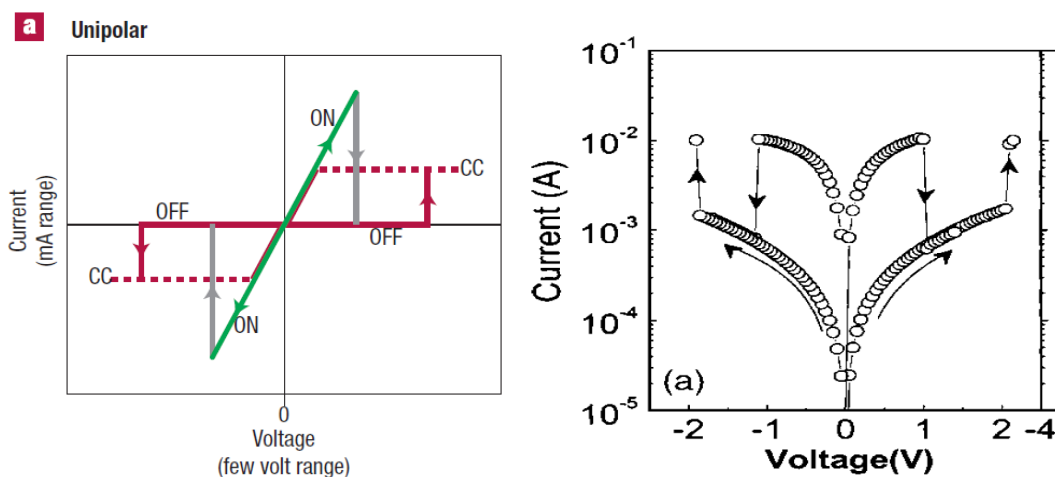 a Unipolar
ON
CC
OFF
OFF
CC
ON
Current
(mA range)
0
Voltage
(few volt range)
10-1
10-2
10-3
10-4
10-5
Current (A)
(a)
-2 -1 0 1 2 -4
Voltage(V)